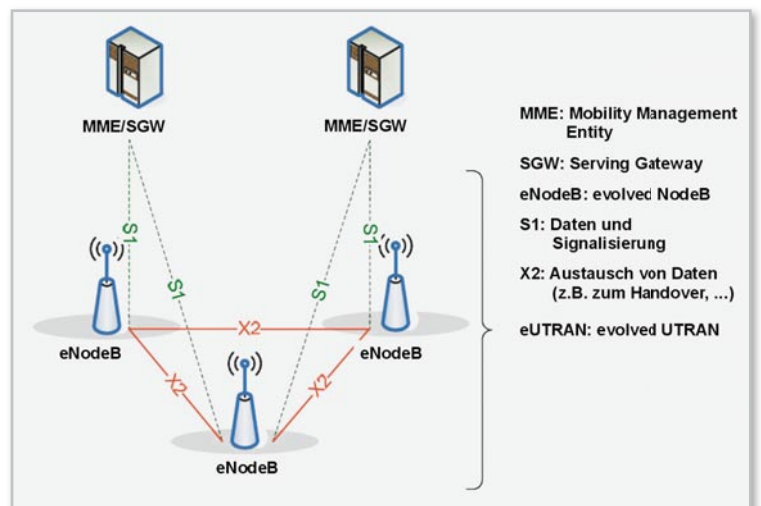 MME/SGW
MME/SGW
S1
S1
S1
S1
X2
X2
X2
eNodeB
eNodeB
eNodeB
MME: Mobility Management
Entity
SGW: Serving Gateway
eNodeB: evolved NodeB
S1: Daten und
Signalisierung
X2: Austausch von Daten
(z.B. zum Handover, ...)
eUTRAN: evolved UTRAN